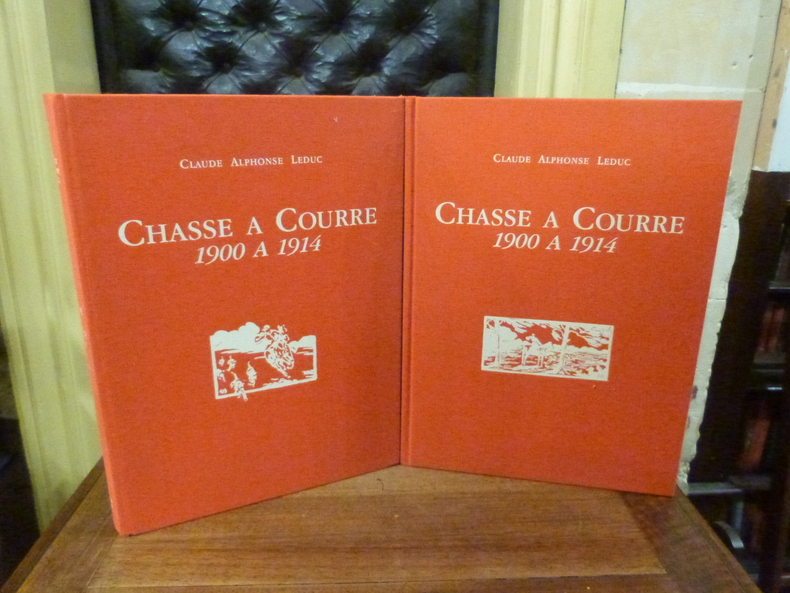 CLAUDE ALPHONSE LEDUC
CHASSE A COURRE
1900 A 1914
CLAUDE ALPHONSE LEDUC
CHASSE A COURRE
1900 A 1914